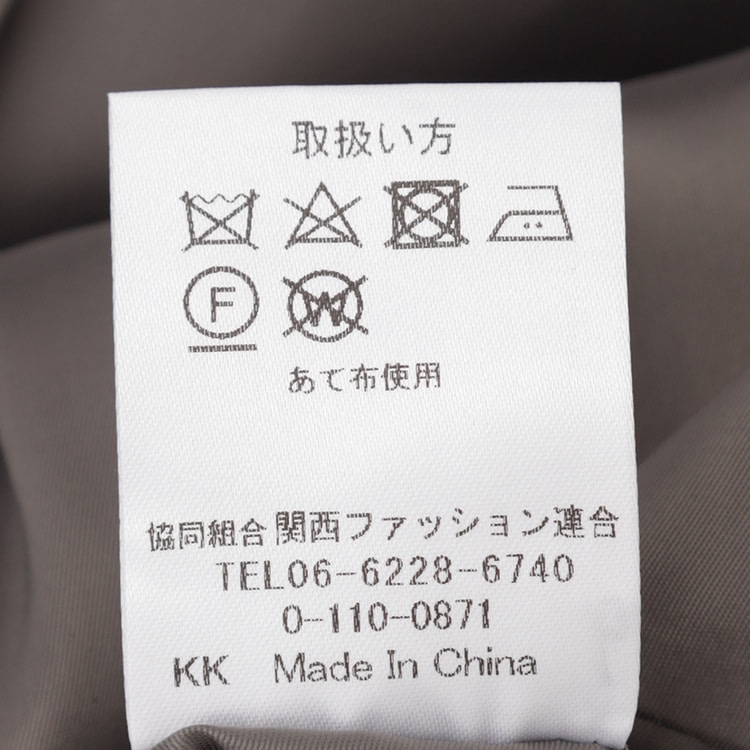 取扱い方
F W
あて布使用
協同組合関西ファッション連合
TEL06-6228-6740
0-110-0871
KK Made In China